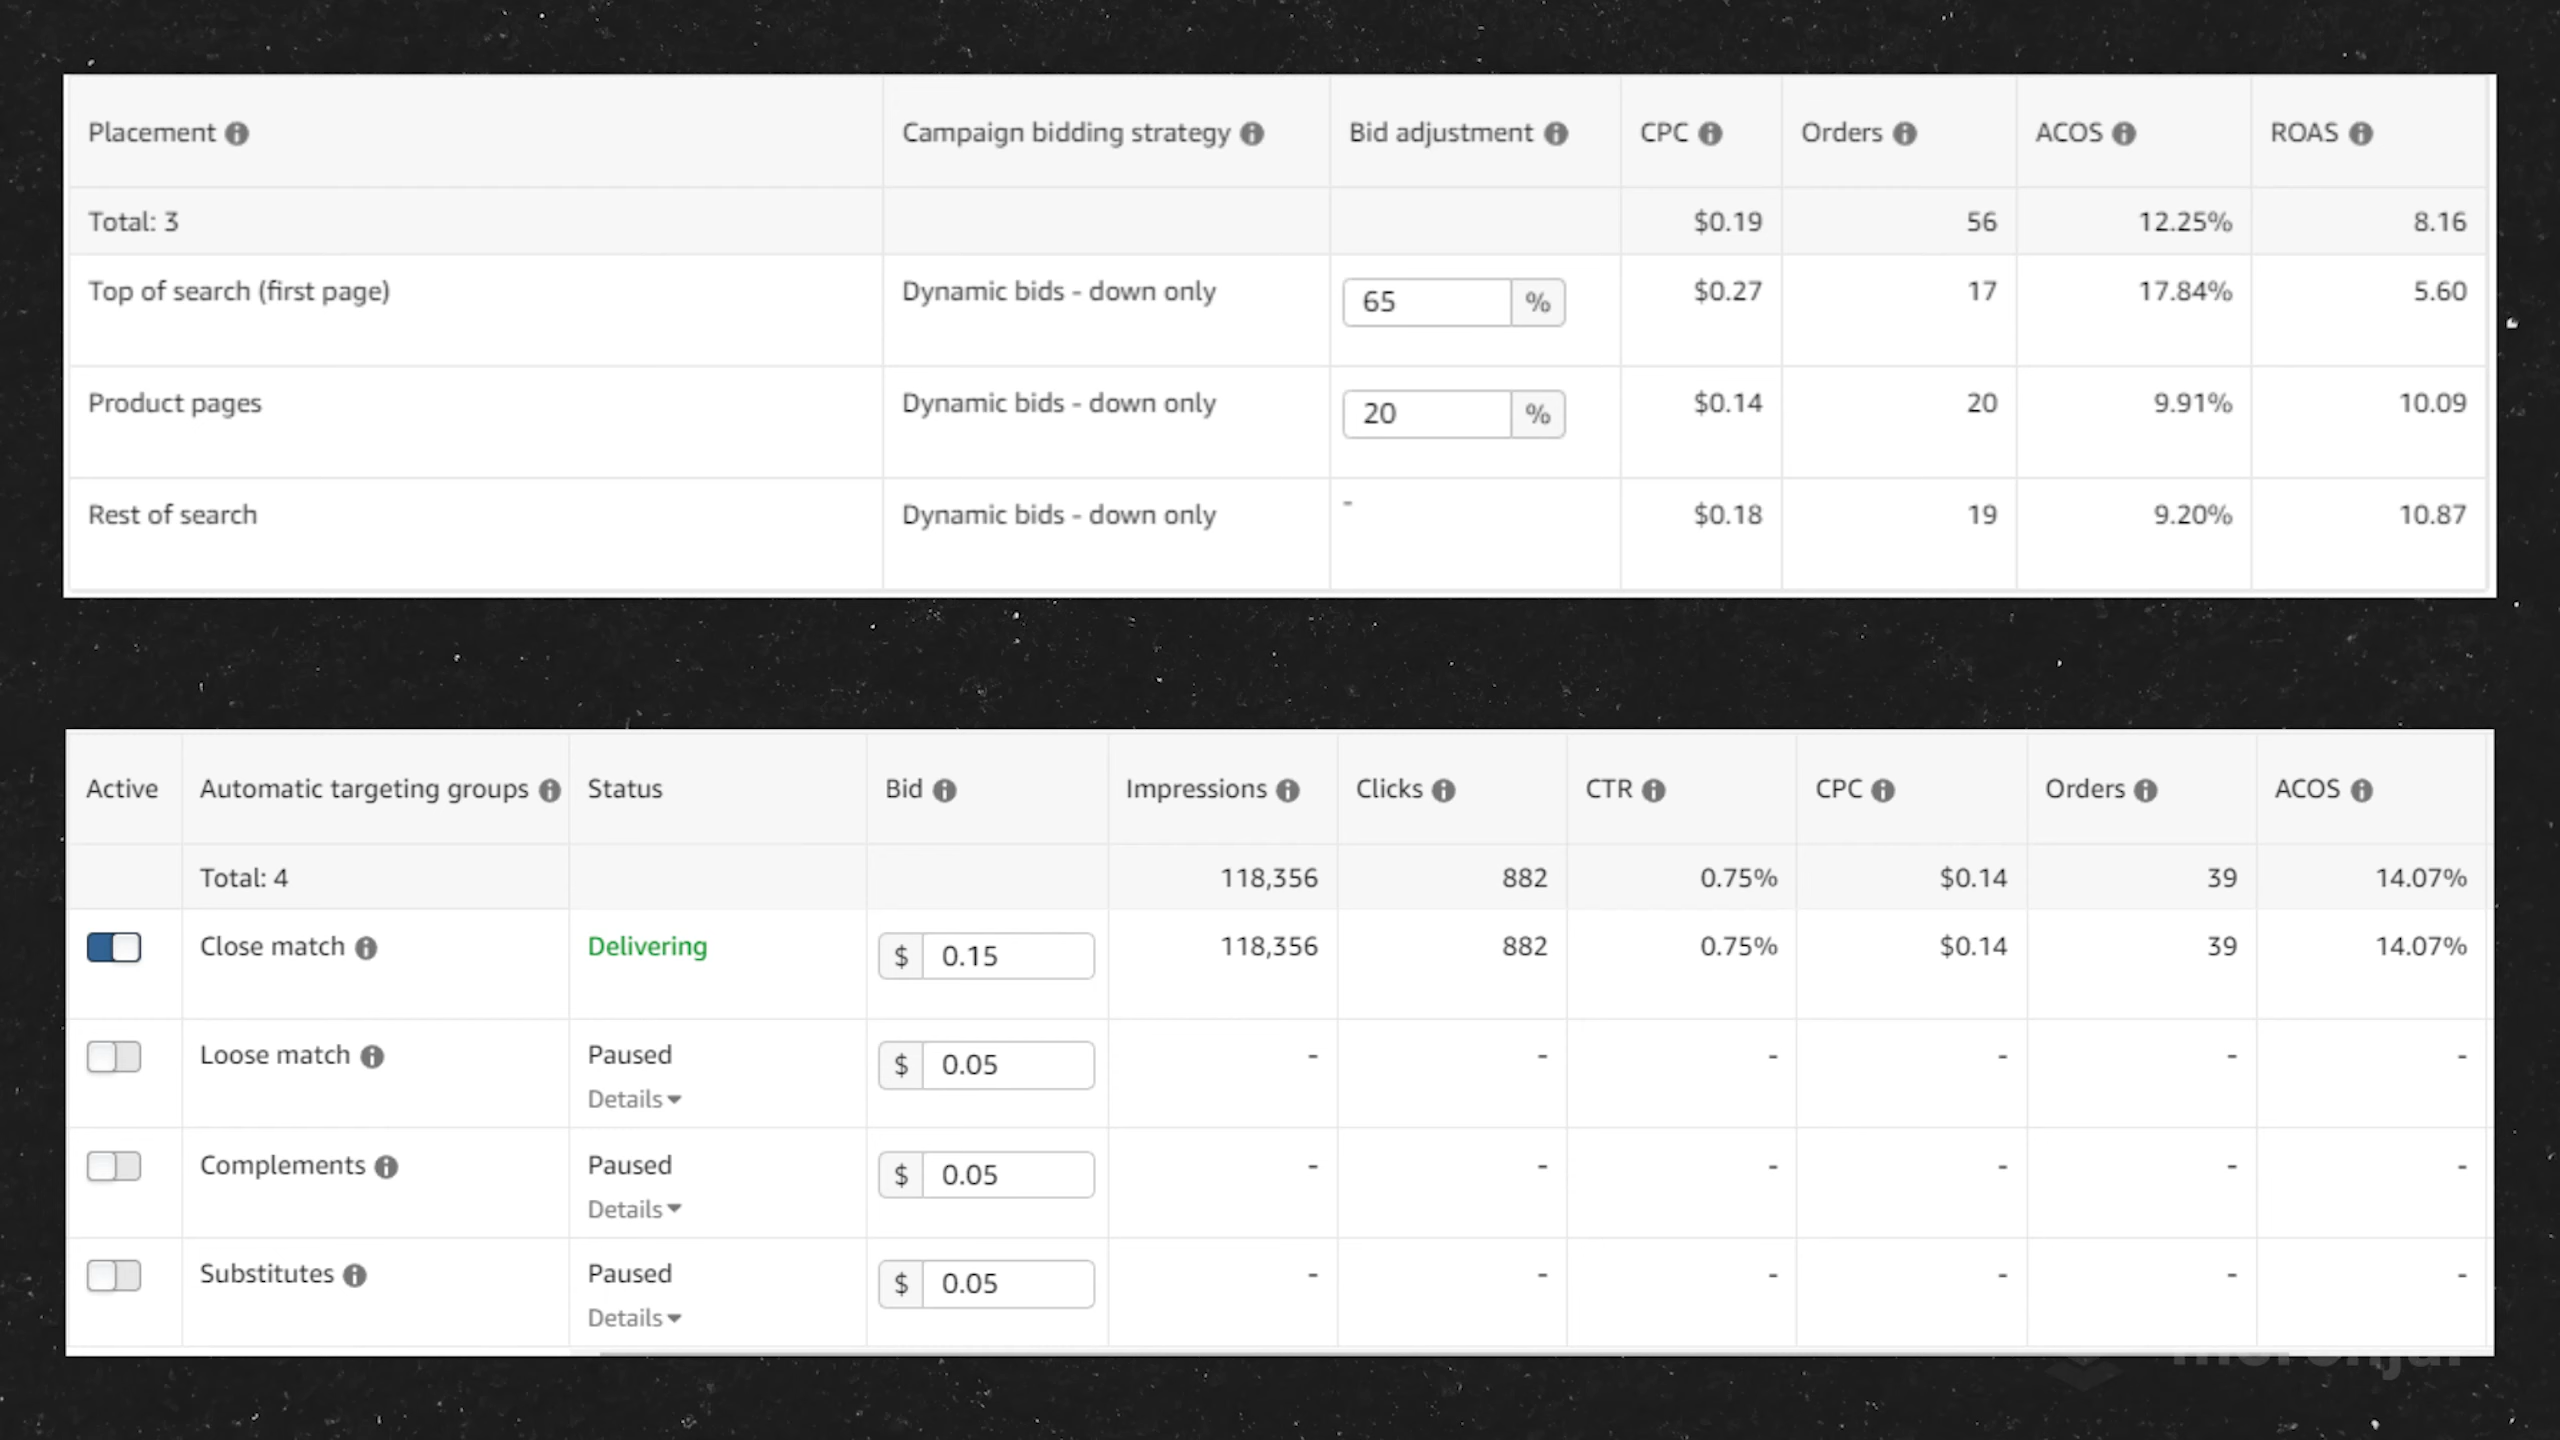 Placement Campaign bidding strategy Bid adjustment CPC Orders ACOS ROAS
Total: 3 $0.19 56 12.25% 8.16
Top of search (first page) Dynamic bids - down only 65 % $0.27 17 17.84% 5.60
Product pages Dynamic bids - down only 20 % $0.14 20 9.91% 10.09
Rest of search Dynamic bids - down only - $0.18 19 9.20% 10.87
Active Automatic targeting groups Status Bid Impressions Clicks CTR CPC Orders ACOS
Total: 4 118,356 882 0.75% $0.14 39 14.07%
Close match Delivering $ 0.15 118,356 882 0.75% $0.14 39 14.07%
Loose match Paused $ 0.05 - - - - - -
Details
Complements Paused $ 0.05 - - - - - -
Details
Substitutes Paused $ 0.05 - - - - - -
Details